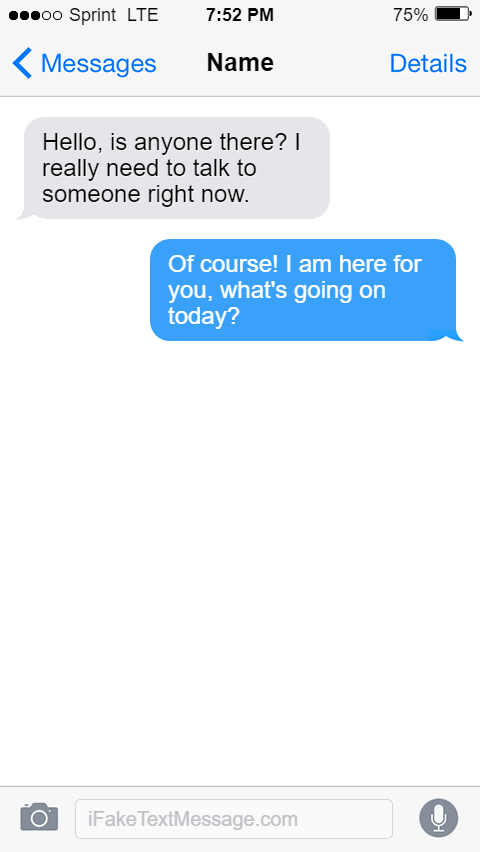 Sprint LTE 7:52 PM 75%
Messages Name Details
Hello, is anyone there? I
really need to talk to
someone right now.
Of course! I am here for
you, what's going on
today?
iFakeTextMessage.com